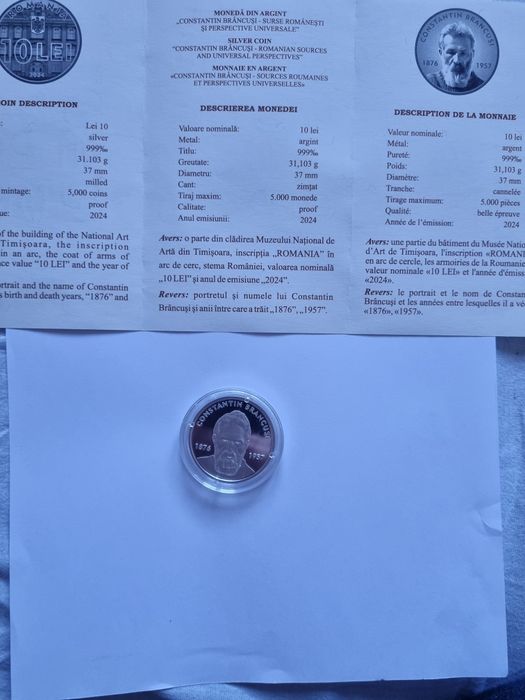 ROMÂNIA
10 LEI
2024
OIN DESCRIPTION
Lei 10
silver
999‰
31.103 g
37 mm
milled
mintage: 5,000 coins
proof
ue: 2024
f the building of the National Art
Timişoara, the inscription
in an arc, the coat of arms of
ce value "10 LEI" and the year of
rtrait and the name of Constantin
s birth and death years, "1876" and
MONEDĂ DIN ARGINT
„CONSTANTIN BRÂNCUŞI - SURSE ROMÂNEŞTI
ŞI PERSPECTIVE UNIVERSALE"
SILVER COIN
"CONSTANTIN BRÂNCUŞI - ROMANIAN SOURCES
AND UNIVERSAL PERSPECTIVES"
MONNAIE EN ARGENT
«CONSTANTIN BRÂNCUŞI - SOURCES ROUMAINES
ET PERSPECTIVES UNIVERSELLES»
DESCRIEREA MONEDEI
Valoare nominală: 10 lei
Metal: argint
Titlu: 999‰
Greutate: 31,103 g
Diametru: 37 mm
Cant: zimţat
Tiraj maxim: 5.000 monede
Calitate: proof
Anul emisiunii: 2024
Avers: o parte din clădirea Muzeului Naţional de
Artă din Timişoara, inscripţia „ROMANIA" în
arc de cerc, stema României, valoarea nominală
„10 LEI" şi anul de emisiune „2024".
Revers: portretul şi numele lui Constantin
Brâncuşi şi anii între care a trăit „1876", „1957".
CONSTANTIN BRANCUSI
1876 1957
DESCRIPTION DE LA MONNAIE
Valeur nominale: 10 lei
Métal: argent
Pureté: 999‰
Poids: 31,103 g
Diamètre: 37 mm
Tranche: cannelée
Tirage maximum: 5.000 pièces
Qualité: belle épreuve
Année de l'émission: 2024
Avers: une partie du bâtiment du Musée Natio
d'Art de Timişoara, l'inscription «ROMANI
en arc de cercle, les armoiries de la Roumanie
valeur nominale «10 LEI» et l'année d'émiss
«2024».
Revers: le portrait et le nom de Constan
Brâncuşi et les années entre lesquelles il a vé
«1876», «1957».
CONSTANTIN BRANCUSI
1876 1957